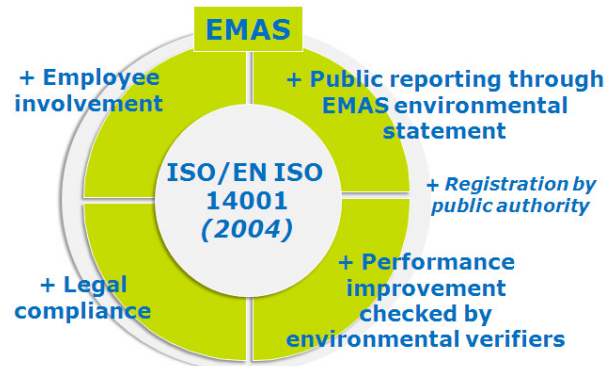 EMAS
+ Employee
involvement
+ Public reporting through
EMAS environmental
statement
ISO/EN ISO
14001
(2004)
+ Registration by
public authority
+ Legal
compliance
+ Performance
improvement
checked by
environmental verifiers